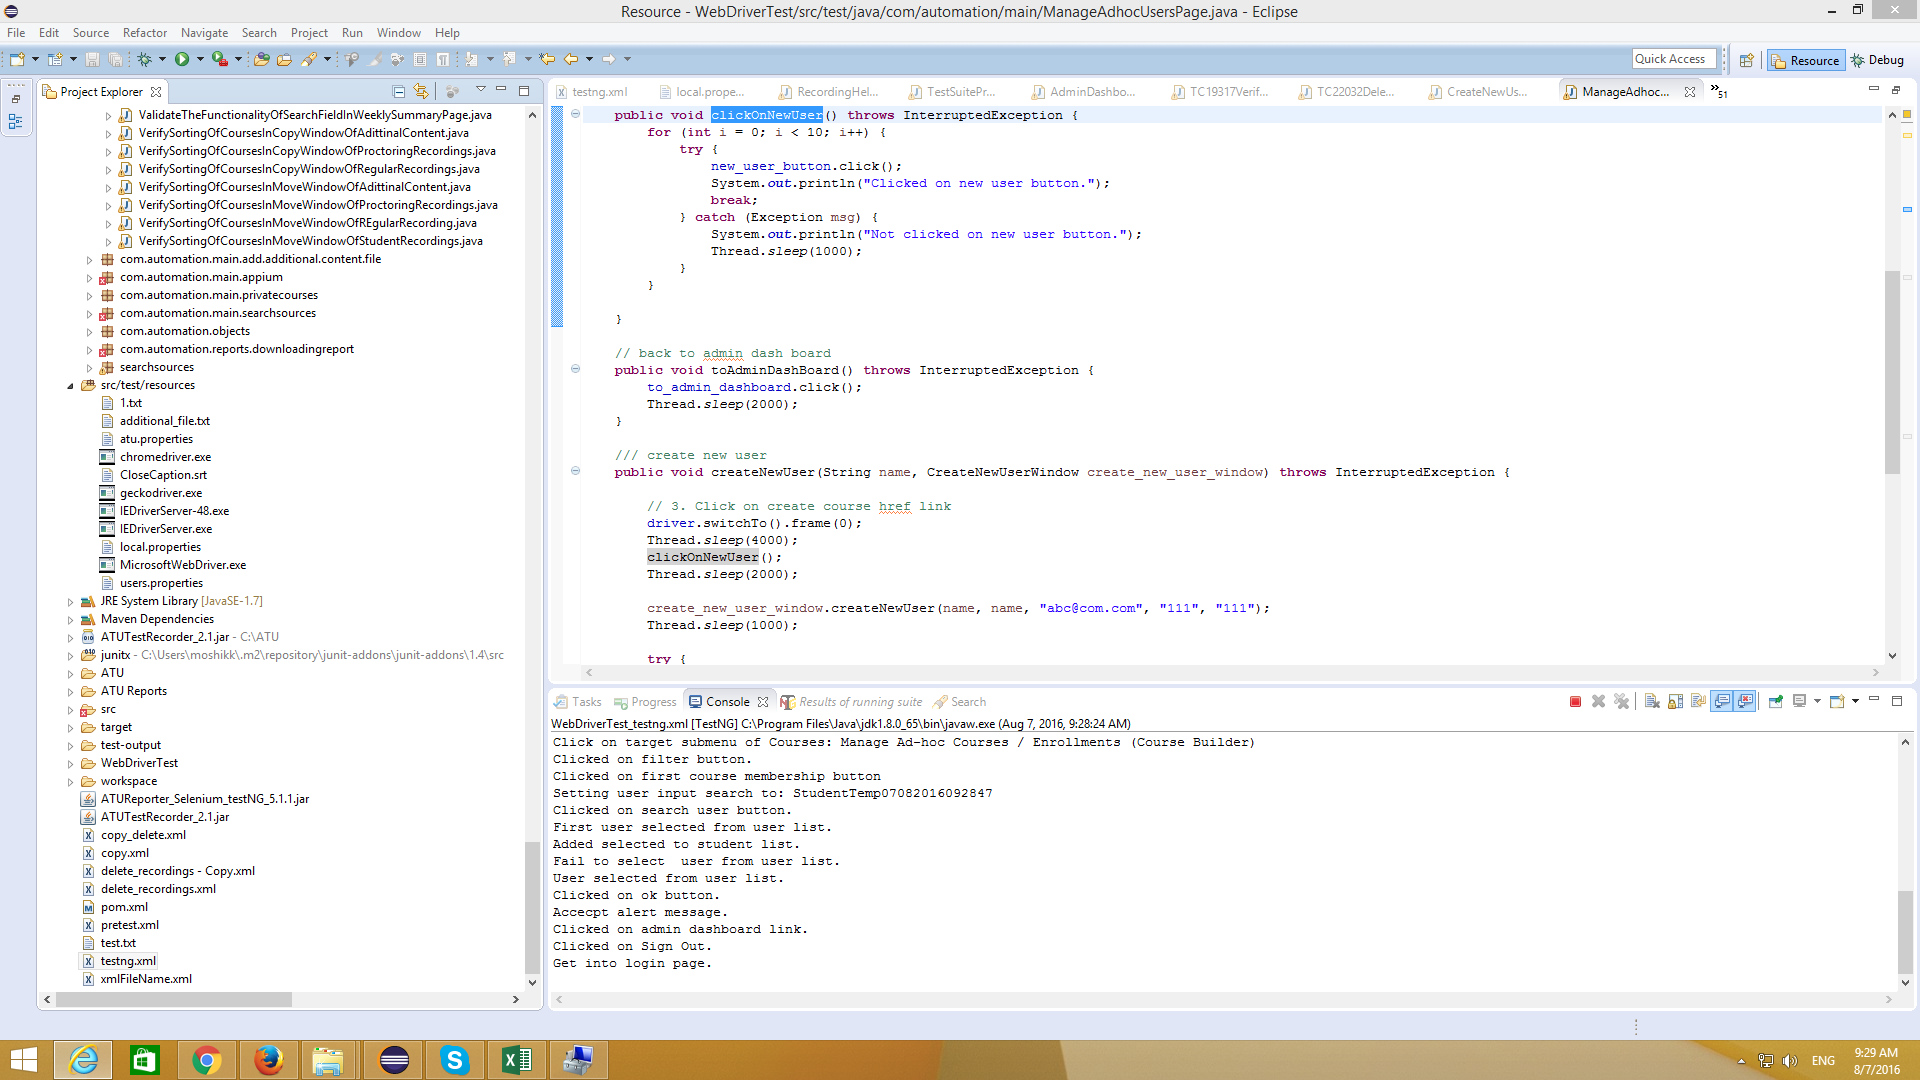 Resource - WebDriverTest/src/test/java/com/automation/main/ManageAdhocUsersPage.java - Eclipse
File Edit Source Refactor Navigate Search Project Run Window Help
Quick Access
Resource
Debug
Project Explorer
ValidateTheFunctionalityOfSearchFieldInWeeklySummaryPage.java
VerifySortingOfCoursesInCopyWindowOfAdittinalContent.java
VerifySortingOfCoursesInCopyWindowOfProctoringRecordings.java
VerifySortingOfCoursesInCopyWindowOfRegularRecordings.java
VerifySortingOfCoursesInMoveWindowOfAdittinalContent.java
VerifySortingOfCoursesInMoveWindowOfProctoringRecordings.java
VerifySortingOfCoursesInMoveWindowOfREgularRecording.java
VerifySortingOfCoursesInMoveWindowOfStudentRecordings.java
com.automation.main.add.additional.content.file
com.automation.main.appium
com.automation.main.privatecourses
com.automation.main.searchsources
com.automation.objects
com.automation.reports.downloadingreport
searchsources
src/test/resources
1.txt
additional_file.txt
atu.properties
chromedriver.exe
CloseCaption.srt
geckodriver.exe
IEDriverServer-48.exe
IEDriverServer.exe
local.properties
MicrosoftWebDriver.exe
users.properties
JRE System Library [JavaSE-1.7]
Maven Dependencies
ATUTestRecorder_2.1.jar - C:\ATU
junitx - C:\Users\moshikk\.m2\repository\junit-addons\junit-addons\1.4\src
ATU
ATU Reports
src
target
test-output
WebDriverTest
workspace
ATUReporter_Selenium_testNG_5.1.1.jar
ATUTestRecorder_2.1.jar
copy_delete.xml
copy.xml
delete_recordings - Copy.xml
delete_recordings.xml
pom.xml
pretest.xml
test.txt
testng.xml
xmlFileName.xml
testng.xml local.prope... RecordingHel... TestSuitePr... AdminDashbo... TC19317Verif... TC22032Dele... CreateNewUs... ManageAdhoc... »51
public void clickOnNewUser() throws InterruptedException {
for (int i = 0; i < 10; i++) {
try {
new_user_button.click();
System.out.println("Clicked on new user button.");
break;
} catch (Exception msg) {
System.out.println("Not clicked on new user button.");
Thread.sleep(1000);
}
}
}
// back to admin dash board
public void toAdminDashBoard() throws InterruptedException {
to_admin_dashboard.click();
Thread.sleep(2000);
}
/// create new user
public void createNewUser(String name, CreateNewUserWindow create_new_user_window) throws InterruptedException {
// 3. Click on create course href link
driver.switchTo().frame(0);
Thread.sleep(4000);
clickOnNewUser();
Thread.sleep(2000);
create_new_user_window.createNewUser(name, name, "abc@com.com", "111", "111");
Thread.sleep(1000);
try {
Tasks Progress Console Results of running suite Search
WebDriverTest_testng.xml [TestNG] C:\Program Files\Java\jdk1.8.0_65\bin\javaw.exe (Aug 7, 2016, 9:28:24 AM)
Click on target submenu of Courses: Manage Ad-hoc Courses / Enrollments (Course Builder)
Clicked on filter button.
Clicked on first course membership button
Setting user input search to: StudentTemp07082016092847
Clicked on search user button.
First user selected from user list.
Added selected to student list.
Fail to select  user from user list.
User selected from user list.
Clicked on ok button.
Accecpt alert message.
Clicked on admin dashboard link.
Clicked on Sign Out.
Get into login page.
ENG
9:29 AM
8/7/2016